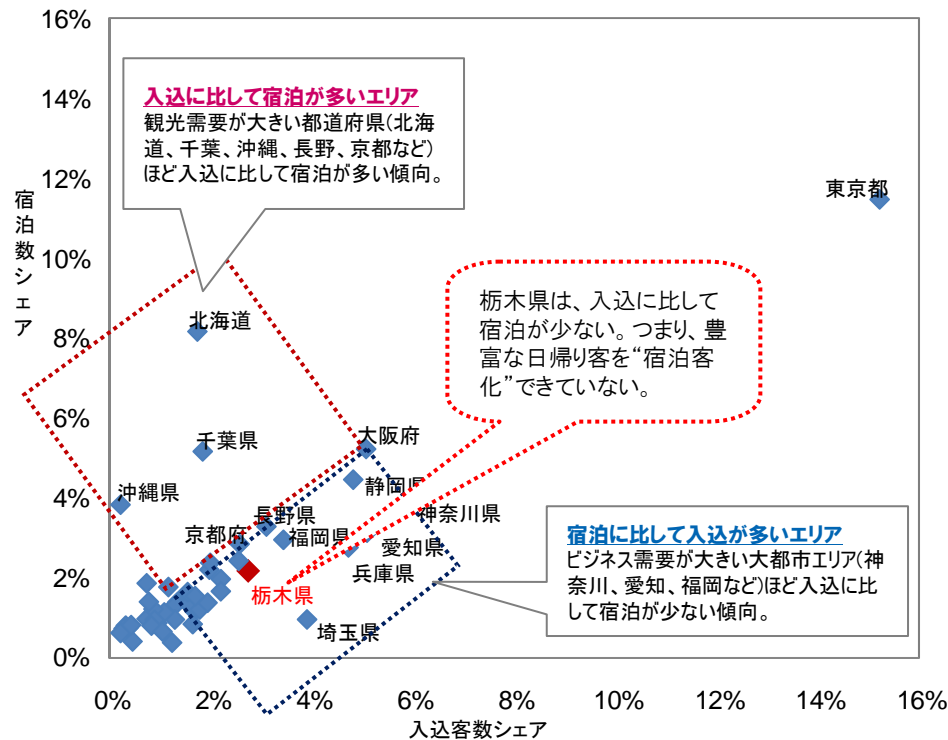 16%
14%
12%
10%
8%
6%
4%
2%
0%
宿泊数シェア
入込に比して宿泊が多いエリア
観光需要が大きい都道府県(北海
道、千葉、沖縄、長野、京都など)
ほど入込に比して宿泊が多い傾向。
東京都
栃木県は、入込に比して
宿泊が少ない。つまり、豊
富な日帰り客を“宿泊客
化”できていない。
北海道
千葉県
大阪府
沖縄県
静岡県
長野県
神奈川県
京都府
福岡県
愛知県
兵庫県
栃木県
埼玉県
宿泊に比して入込が多いエリア
ビジネス需要が大きい大都市エリア(神
奈川、愛知、福岡など)ほど入込に比
して宿泊が少ない傾向。
0%
2%
4%
6%
8%
10%
12%
14%
16%
入込客数シェア